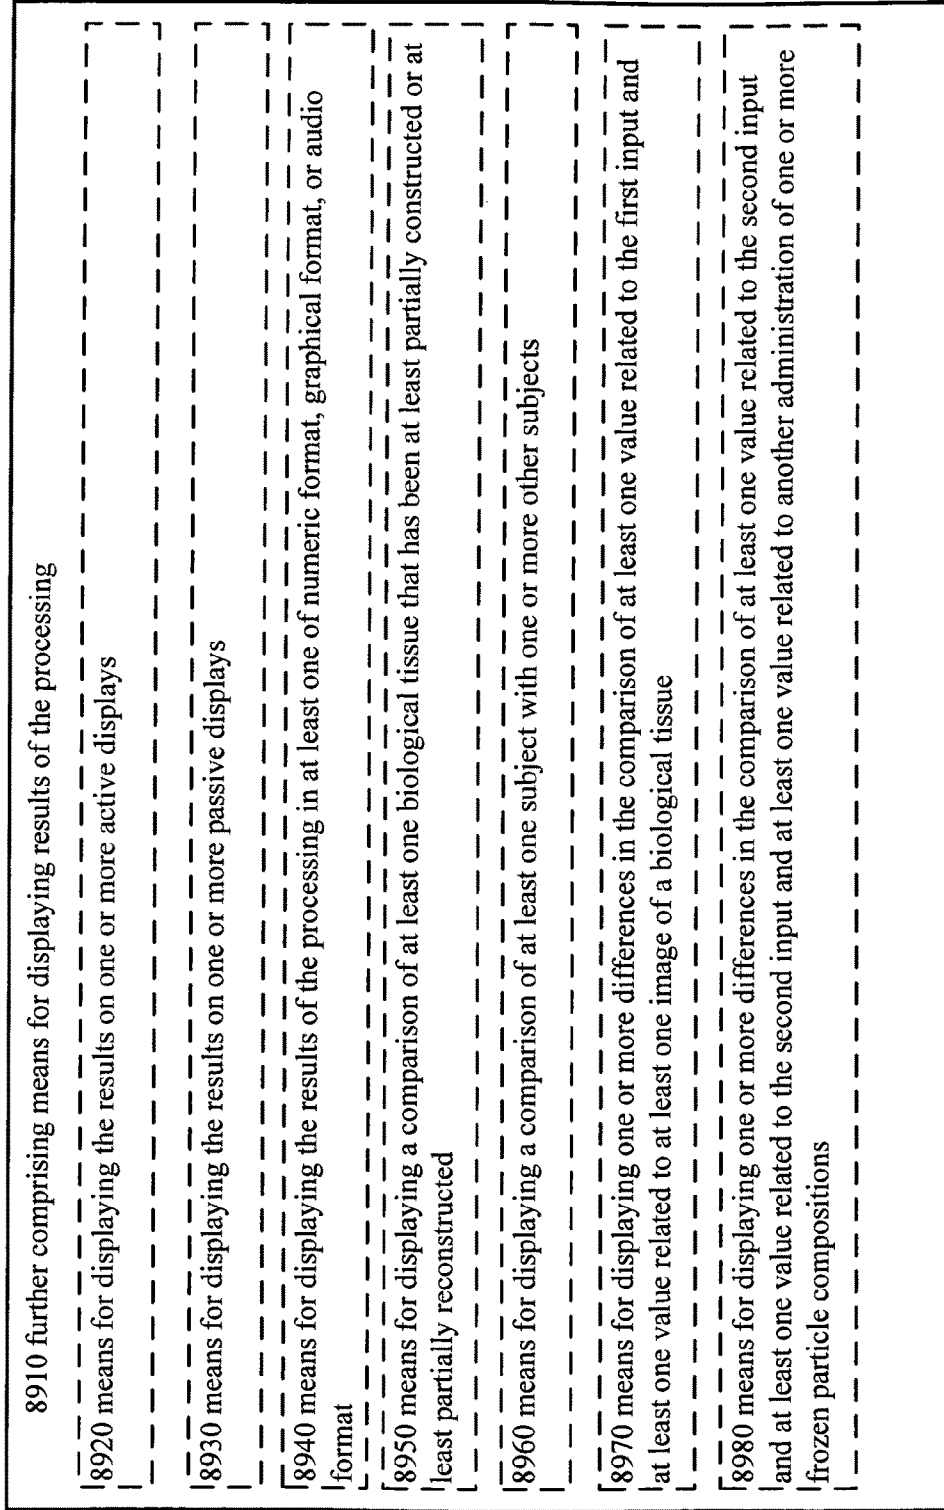 8910 further comprising means for displaying results of the processing
8920 means for displaying the results on one or more active displays
8930 means for displaying the results on one or more passive displays
8940 means for displaying the results of the processing in at least one of numeric format, graphical format, or audio
format
8950 means for displaying a comparison of at least one biological tissue that has been at least partially constructed or at
least partially reconstructed
8960 means for displaying a comparison of at least one subject with one or more other subjects
8970 means for displaying one or more differences in the comparison of at least one value related to the first input and
at least one value related to at least one image of a biological tissue
8980 means for displaying one or more differences in the comparison of at least one value related to the second input
and at least one value related to the second input and at least one value related to another administration of one or more
frozen particle compositions